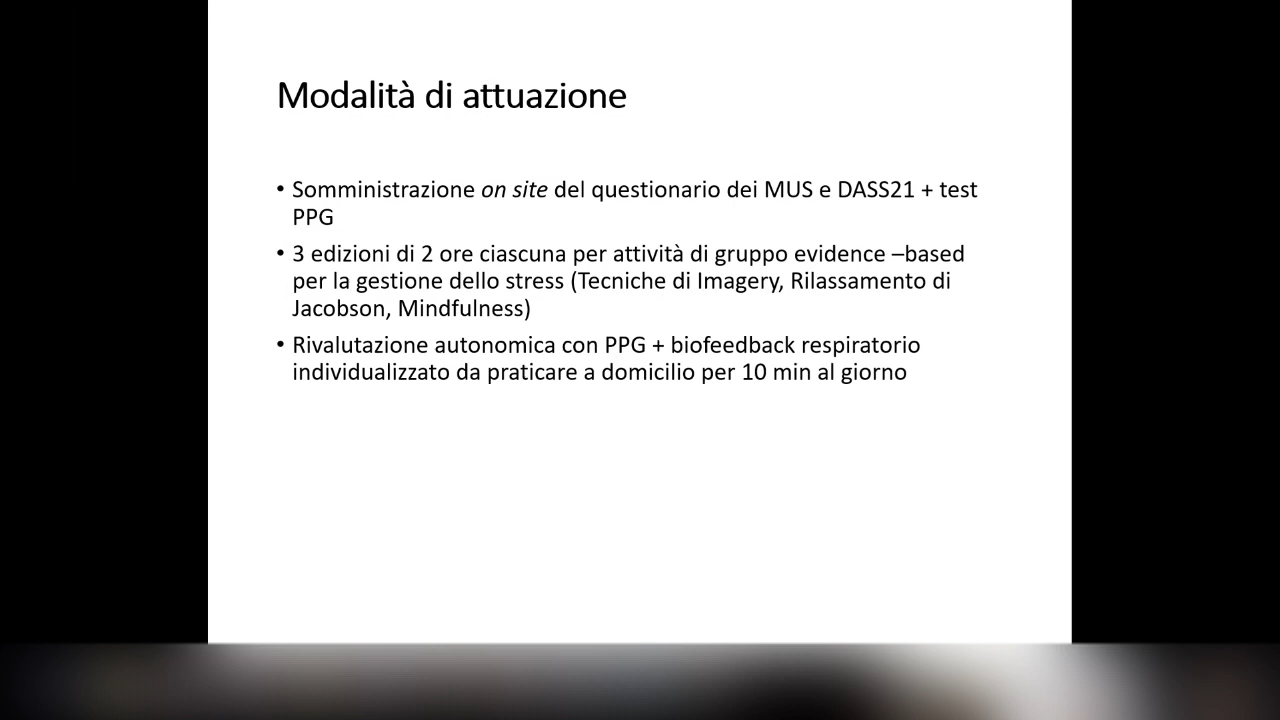 Modalità di attuazione
• Somministrazione on site del questionario dei MUS e DASS21 + test
PPG
• 3 edizioni di 2 ore ciascuna per attività di gruppo evidence –based
per la gestione dello stress (Tecniche di Imagery, Rilassamento di
Jacobson, Mindfulness)
• Rivalutazione autonomica con PPG + biofeedback respiratorio
individualizzato da praticare a domicilio per 10 min al giorno